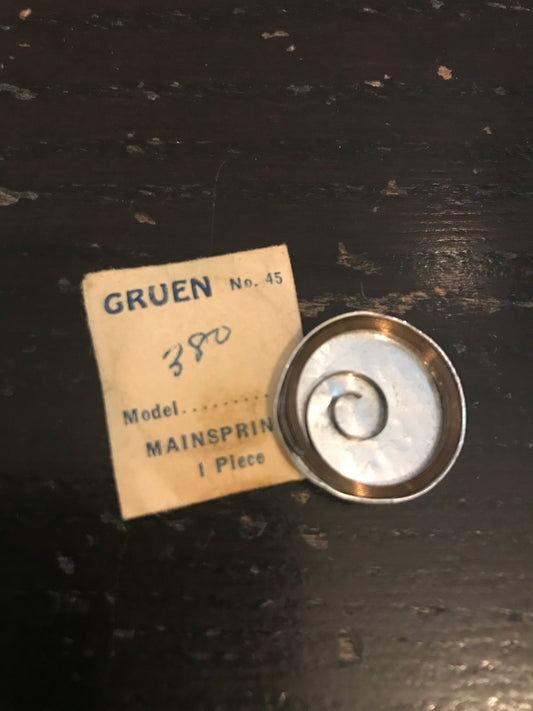 GRUEN No. 45
380
Model..........
MAINSPRIN
1 Piece